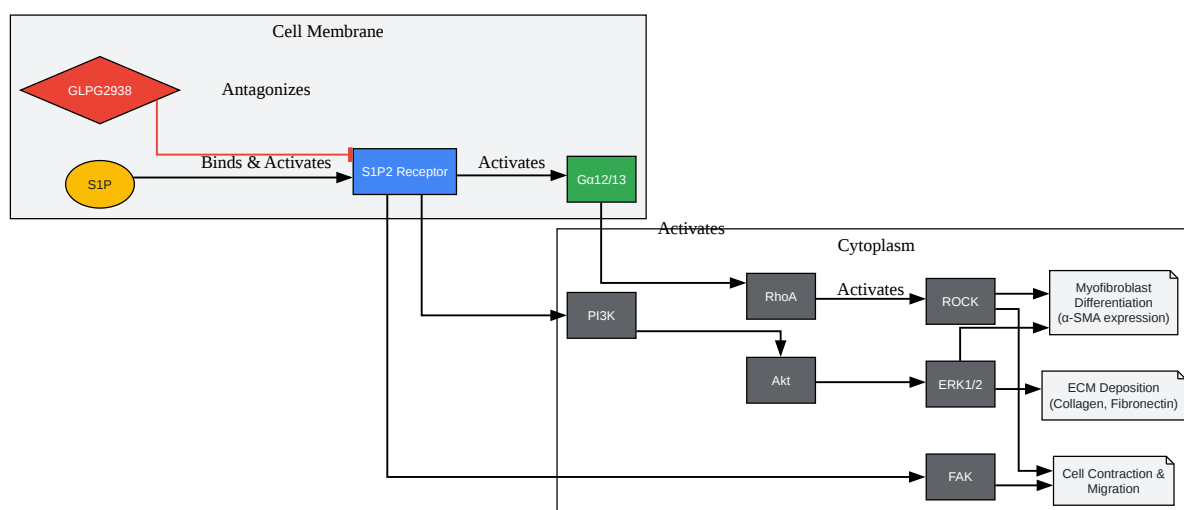 Cell Membrane
GLPG2938
Antagonizes
Binds & Activates
S1P
S1P2 Receptor
Activates
Gα12/13
Activates
Cytoplasm
RhoA
Activates
ROCK
Myofibroblast
Differentiation
(α-SMA expression)
PI3K
Akt
ERK1/2
ECM Deposition
(Collagen, Fibronectin)
FAK
Cell Contraction &
Migration